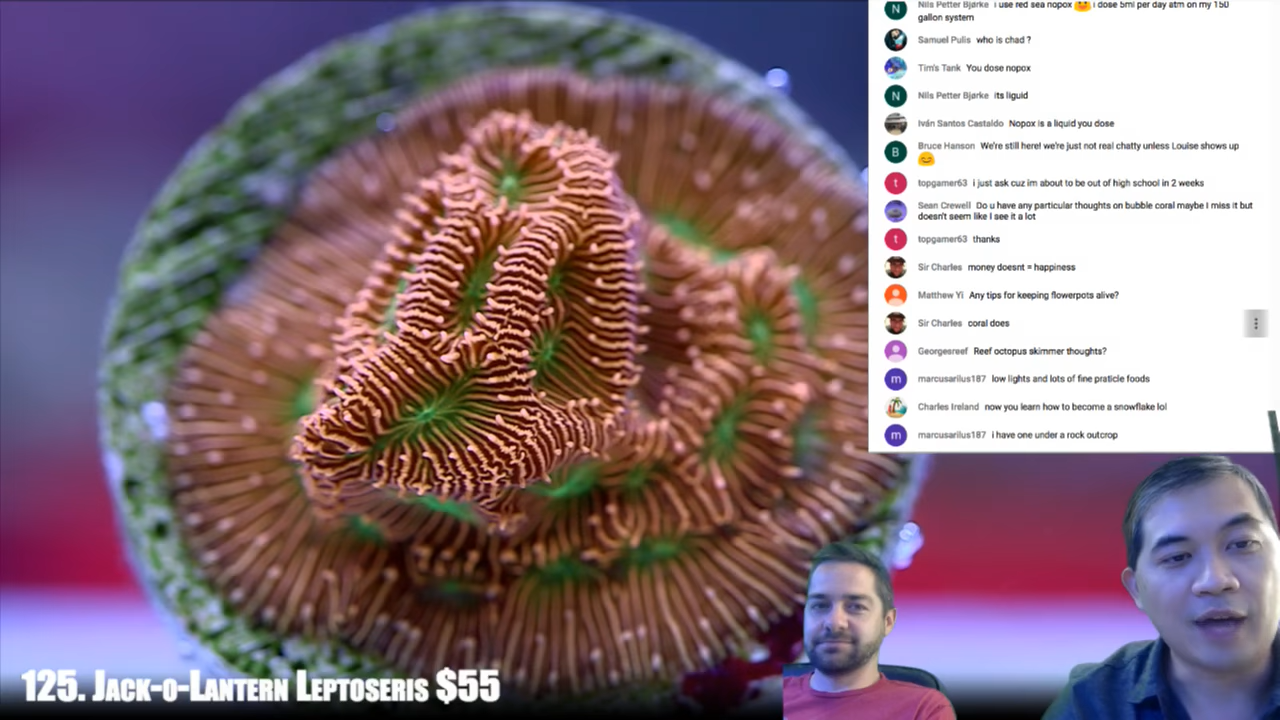 Nils Petter Bjørke i use red sea nopox i dose 5ml per day atm on my 150
gallon system
Samuel Pulis who is chad ?
Tim's Tank You dose nopox
N
Nils Petter Bjørke its liguid
Iván Santos Castaldo Nopox is a liquid you dose
B
Bruce Hanson We're still here! we're just not real chatty unless Louise shows up
t
topgamer63 i just ask cuz im about to be out of high school in 2 weeks
Sean Crewell Do u have any particular thoughts on bubble coral maybe I miss it but
doesn't seem like I see it a lot
t
topgamer63 thanks
Sir Charles money doesnt = happiness
Matthew Yi Any tips for keeping flowerpots alive?
Sir Charles coral does
Georgesreef Reef octopus skimmer thoughts?
m
marcusarilus187 low lights and lots of fine praticle foods
Charles Ireland now you learn how to become a snowflake lol
m
marcusarilus187 i have one under a rock outcrop
125. Jack-o-Lantern Leptoseris $55